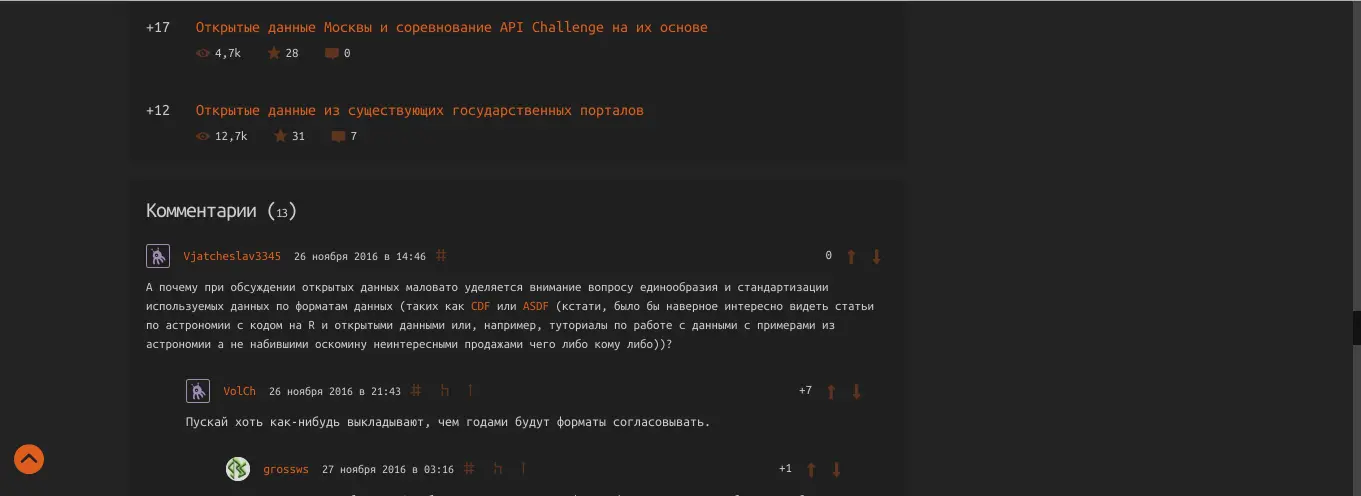 +17 Открытые данные Москвы и соревнование API Challenge на их основе
4,7k 28 0
+12 Открытые данные из существующих государственных порталов
12,7k 31 7
Комментарии (13)
Vjatcheslav3345 26 ноября 2016 в 14:46 # 0
А почему при обсуждении открытых данных маловато уделяется внимание вопросу единообразия и стандартизации
используемых данных по форматам данных (таких как CDF или ASDF (кстати, было бы наверное интересно видеть статьи
по астрономии с кодом на R и открытыми данными или, например, туториалы по работе с данными с примерами из
астрономии а не набившими оскомину неинтересными продажами чего либо кому либо))?
VolCh 26 ноября 2016 в 21:43 # +7
Пускай хоть как-нибудь выкладывают, чем годами будут форматы согласовывать.
grossws 27 ноября 2016 в 03:16 # +1